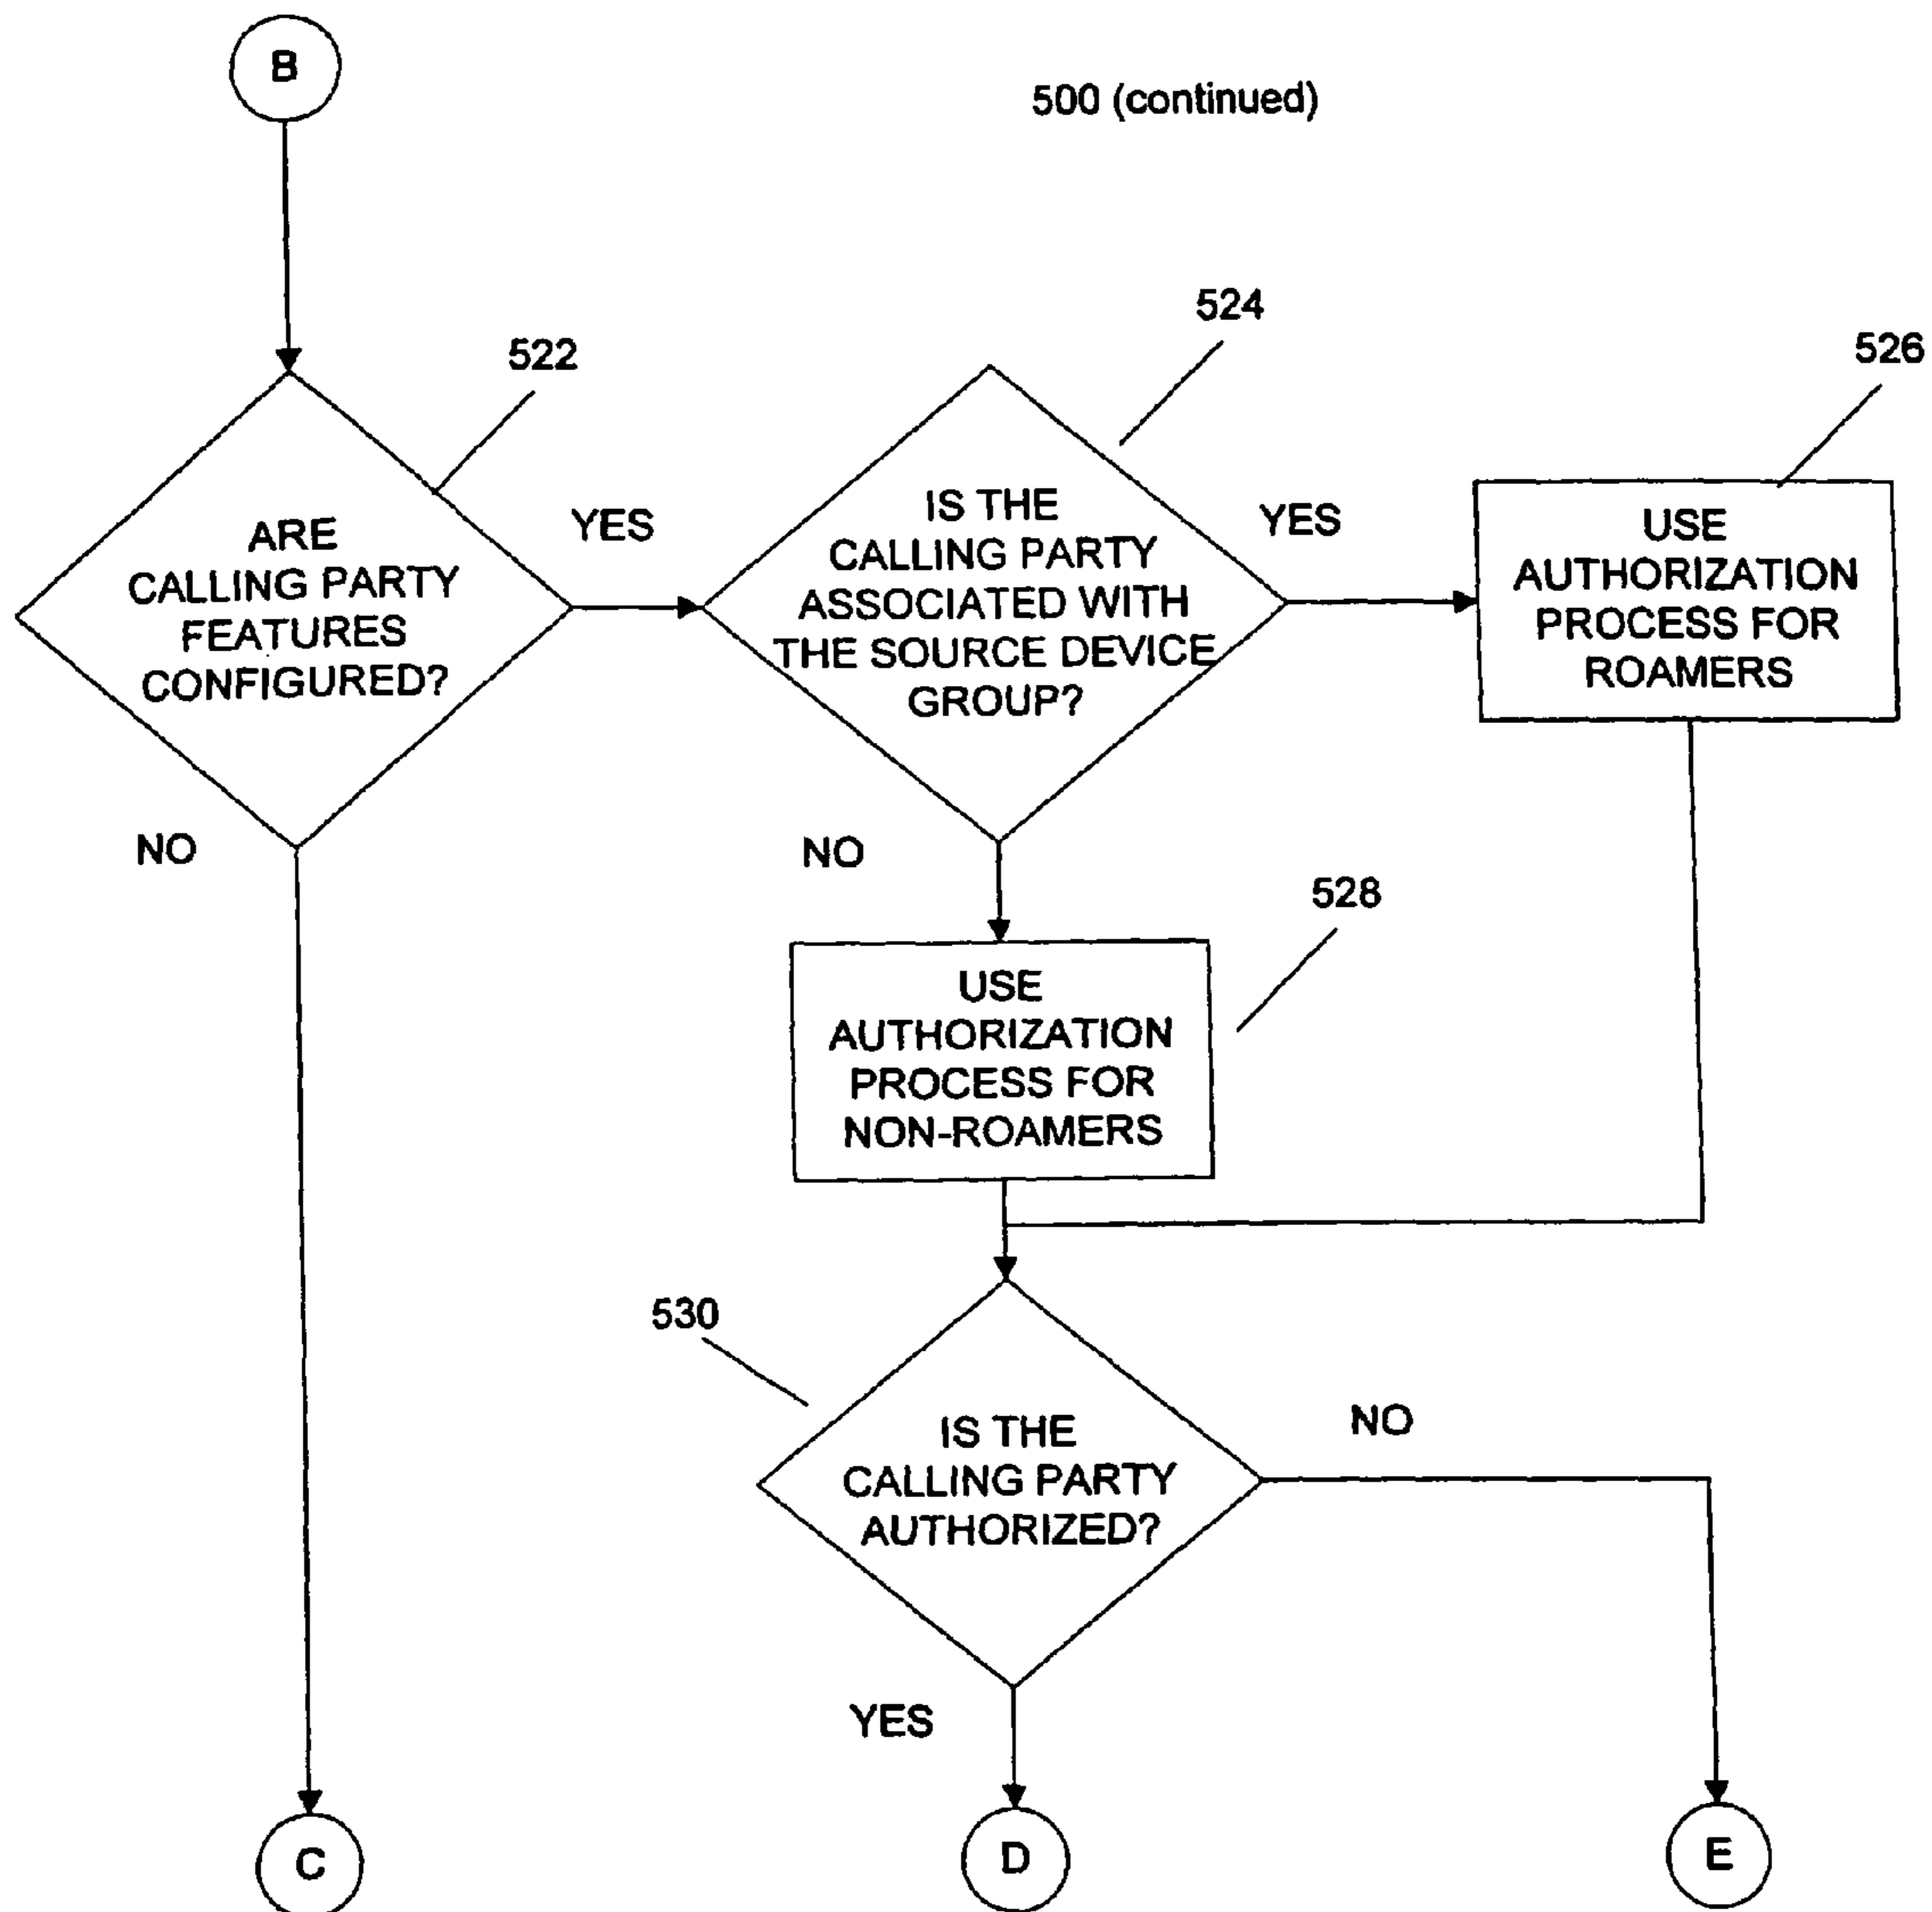 B
500 (continued)
522
524
526
ARE
CALLING PARTY
FEATURES
CONFIGURED?
YES
IS THE
CALLING PARTY
ASSOCIATED WITH
THE SOURCE DEVICE
GROUP?
YES
USE
AUTHORIZATION
PROCESS FOR
ROAMERS
NO
NO
528
USE
AUTHORIZATION
PROCESS FOR
NON-ROAMERS
530
IS THE
CALLING PARTY
AUTHORIZED?
NO
YES
C
D
E